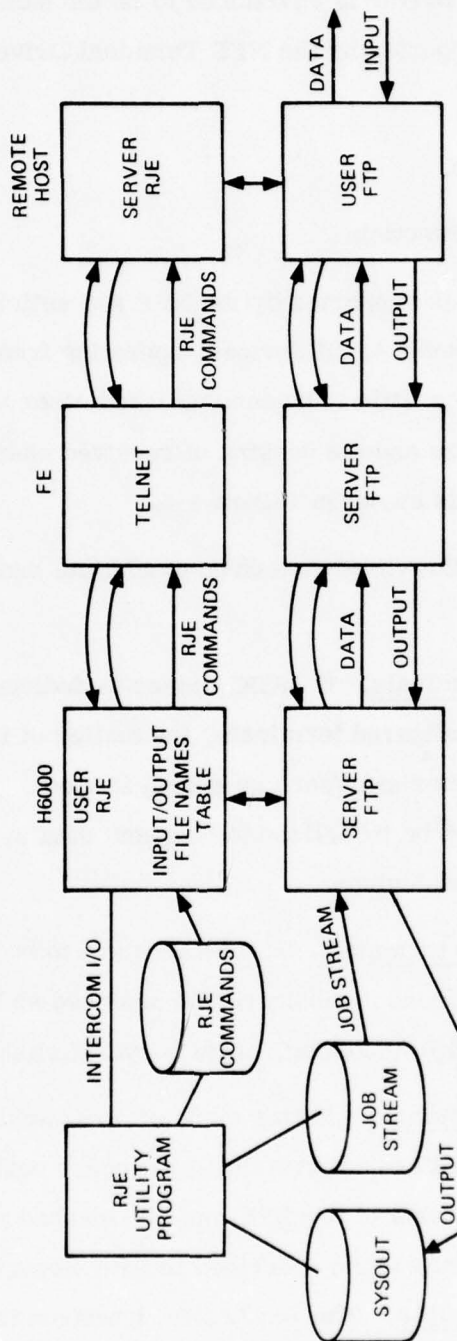 H6000
FE
REMOTE
HOST
RJE
UTILITY
PROGRAM
INTERCOM I/O
USER
RJE
INPUT/OUTPUT
FILE NAMES
TABLE
RJE
COMMANDS
RJE
COMMANDS
TELNET
RJE
COMMANDS
SERVER
RJE
SYSOUT
JOB
STREAM
JOB STREAM
OUTPUT
SERVER
FTP
DATA
OUTPUT
SERVER
FTP
DATA
OUTPUT
USER
FTP
DATA
INPUT